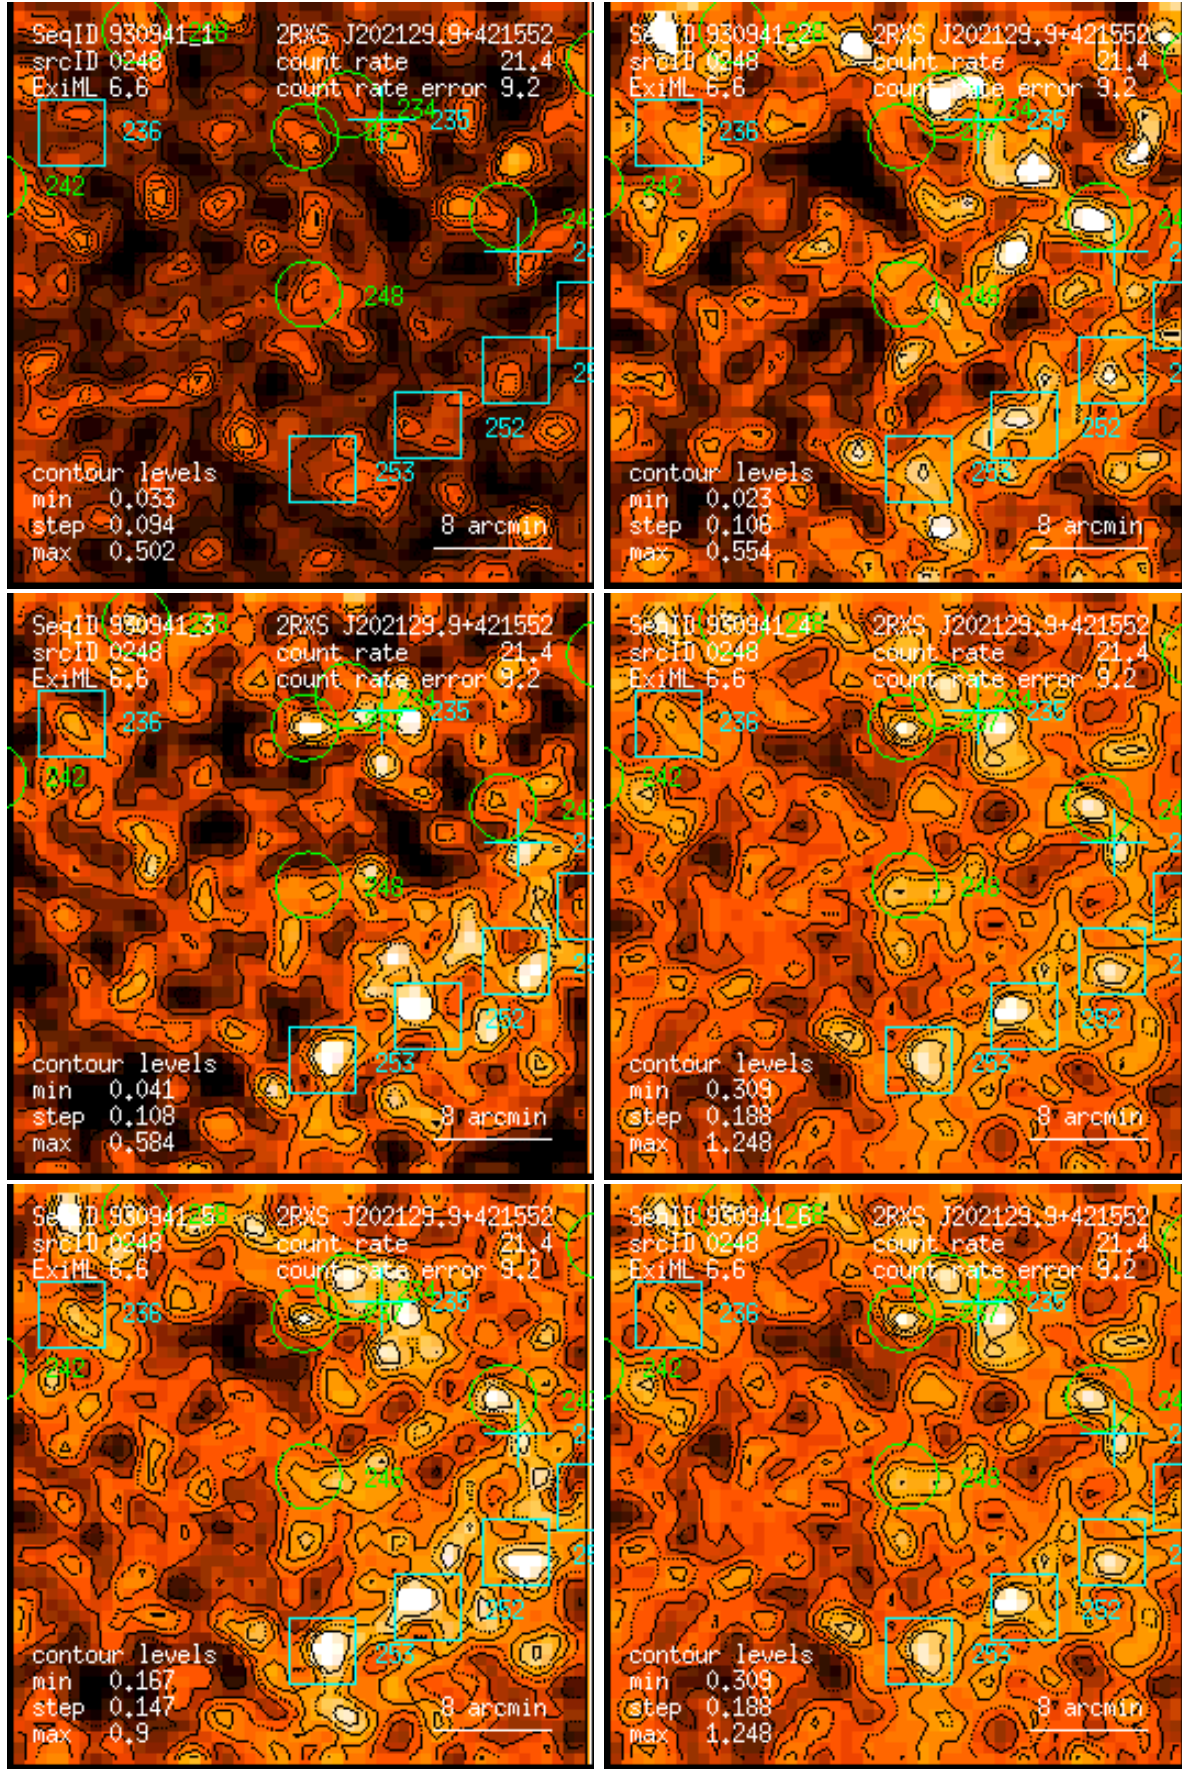 SeqID 930941_1 2RXS J202129.9+421552
srcID 0248 count rate 21.4
ExiML 6.6 count rate error 9.2
234
235
236
237
242
248
252
253
contour levels
min 0.033
step 0.094
max 0.502
8 arcmin
SeqID 930941_2 2RXS J202129.9+421552
srcID 0248 count rate 21.4
ExiML 6.6 count rate error 9.2
234
235
236
242
248
252
253
contour levels
min 0.023
step 0.106
max 0.554
8 arcmin
SeqID 930941_3 2RXS J202129.9+421552
srcID 0248 count rate 21.4
ExiML 6.6 count rate error 9.2
235
236
242
248
252
253
contour levels
min 0.041
step 0.108
max 0.584
8 arcmin
SeqID 930941_4 2RXS J202129.9+421552
srcID 0248 count rate 21.4
ExiML 6.6 count rate error 9.2
235
236
242
248
252
253
contour levels
min 0.309
step 0.188
max 1.248
8 arcmin
SeqID 930941_5 2RXS J202129.9+421552
srcID 0248 count rate 21.4
ExiML 6.6 count rate error 9.2
235
236
242
248
252
253
contour levels
min 0.167
step 0.147
max 0.9
8 arcmin
SeqID 930941_6 2RXS J202129.9+421552
srcID 0248 count rate 21.4
ExiML 6.6 count rate error 9.2
235
236
242
248
252
253
contour levels
min 0.309
step 0.188
max 1.248
8 arcmin